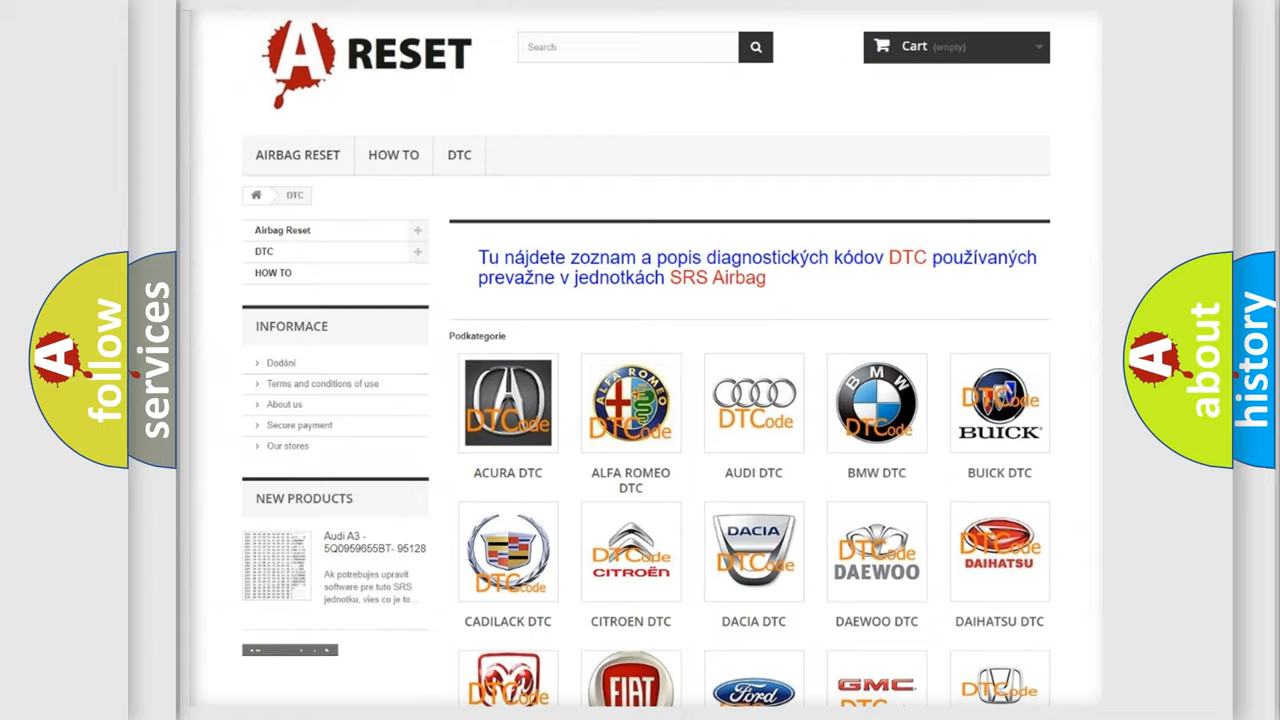 A RESET
Search
Cart (empty)
AIRBAG RESET
HOW TO
DTC
DTC
Airbag Reset
DTC
HOW TO
Tu nájdete zoznam a popis diagnostických kódov DTC používaných
prevažne v jednotkách SRS Airbag
INFORMACE
Dodání
Terms and conditions of use
About us
Secure payment
Our stores
Podkategorie
DTCode
ALFA ROMEO
DTCode
DTCode
BMW
DTCode
DTCode
BUICK
ACURA DTC
ALFA ROMEO
DTC
AUDI DTC
BMW DTC
BUICK DTC
NEW PRODUCTS
Audi A3 -
5Q0959655BT- 95128
Ak potrebujes upravit
software pre tuto SRS
jednotku, vies co je to...
DTCode
DTCode
CITROËN
DACIA
DTCode
DTCode
DAEWOO
DTCode
DAIHATSU
CADILACK DTC
CITROEN DTC
DACIA DTC
DAEWOO DTC
DAIHATSU DTC
DTCode
FIAT
Ford
GMC
DTCode
A follow
services
A about
history